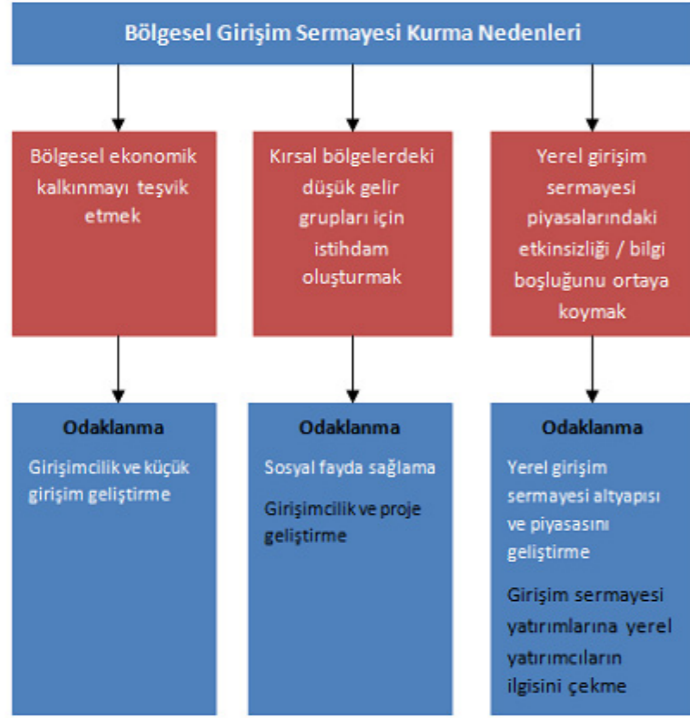 Bölgesel Girişim Sermayesi Kurma Nedenleri
Bölgesel ekonomik
kalkınmayı teşvik
etmek
Kırsal bölgelerdeki
düşük gelir
grupları için
istihdam
oluşturmak
Yerel girişim
sermayesi
piyasalarındaki
etkinsizliği / bilgi
boşluğunu ortaya
koymak
Odaklanma
Girişimcilik ve küçük
girişim geliştirme
Odaklanma
Sosyal fayda sağlama
Girişimcilik ve proje
geliştirme
Odaklanma
Yerel girişim
sermayesi altyapısı
ve piyasasını
geliştirme
Girişim sermayesi
yatırımlarına yerel
yatırımcıların
ilgisini çekme